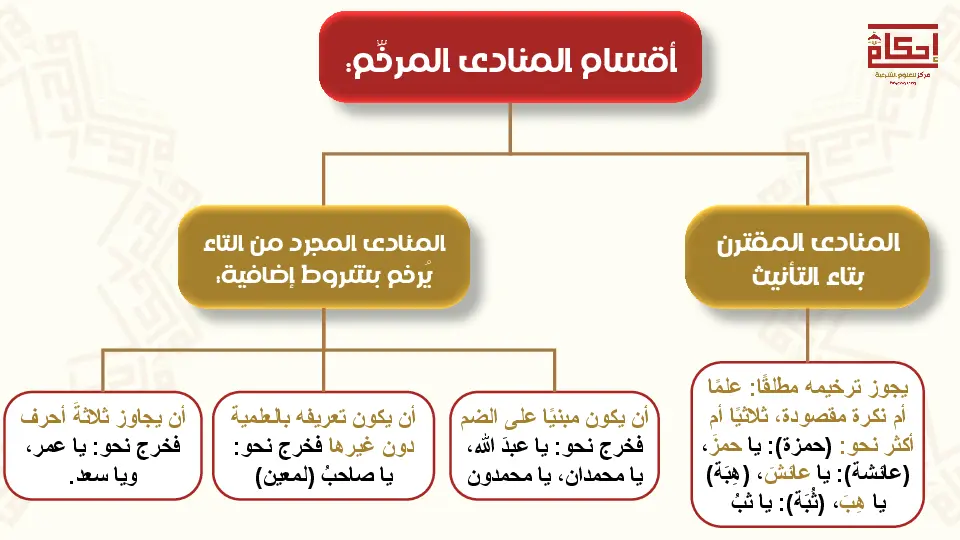 أقسام المنادى المرخَّم:
إحكام
مركز للعلوم الشرعية
المنادى المقترن
بتاء التأنيث
المنادى المجرد من التاء
يُرخم بشروط إضافية:
يجوز ترخيمه مطلقًا: علمًا
أم نكرة مقصودة، ثلاثيًا أم
أكثر نحو: (حمزة): يا حمزَ،
(عائشة): يا عائشَ، (هِبَة)
يا هِبَ، (ثُبَة): يا ثبُ
أن يكون مبنيًا على الضم
فخرج نحو: يا عبدَ الله،
يا محمدان، يا محمدون
أن يكون تعريفه بالعلمية
دون غيرها فخرج نحو:
يا صاحبُ (لمعين)
أن يجاوز ثلاثةَ أحرف
فخرج نحو: يا عمر،
ويا سعد.